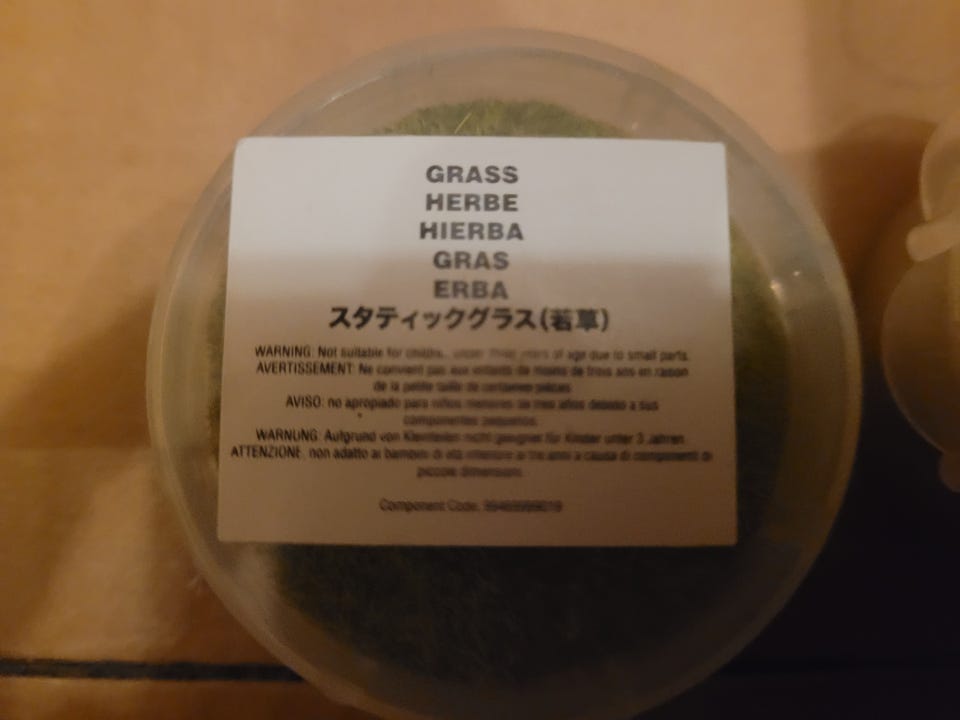 GRASS
HERBE
HIERBA
GRAS
ERBA
スタティックグラス(若草)
WARNING: Not suitable for under three years of age due to small parts.
AVERTISSEMENT: Ne convient pas aux enfants de moins de trois ans en raison
de la petite taille de certaines pièces
AVISO: no apropiado para niños menores de tres años debido a sus
componentes pequeños.
WARNUNG: Aufgrund von Kleinteilen nicht geeignet für Kinder unter 3 Jahren.
ATTENZIONE: non adatto ai bambini di età inferiore ai tre anni a causa di componenti di
piccole dimensioni.
Component Code: